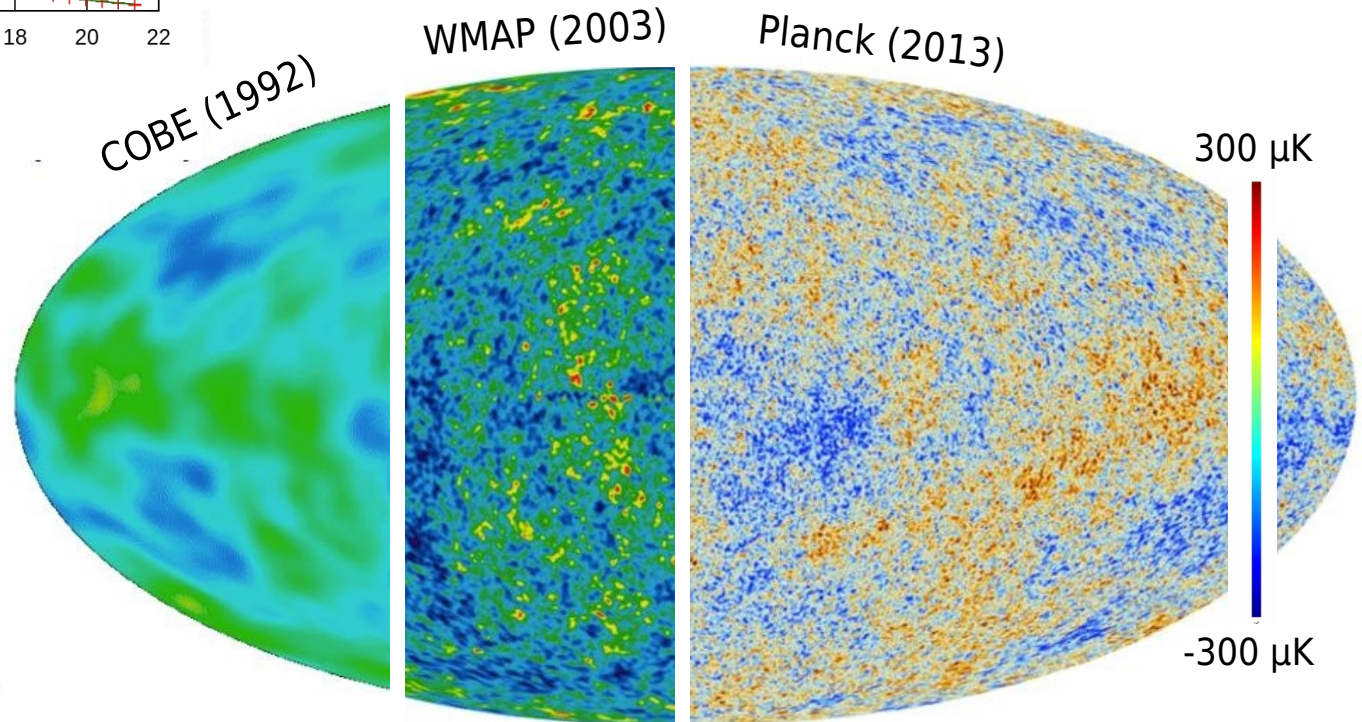 18 20 22
COBE (1992)
WMAP (2003)
Planck (2013)
300 μK
-300 μK